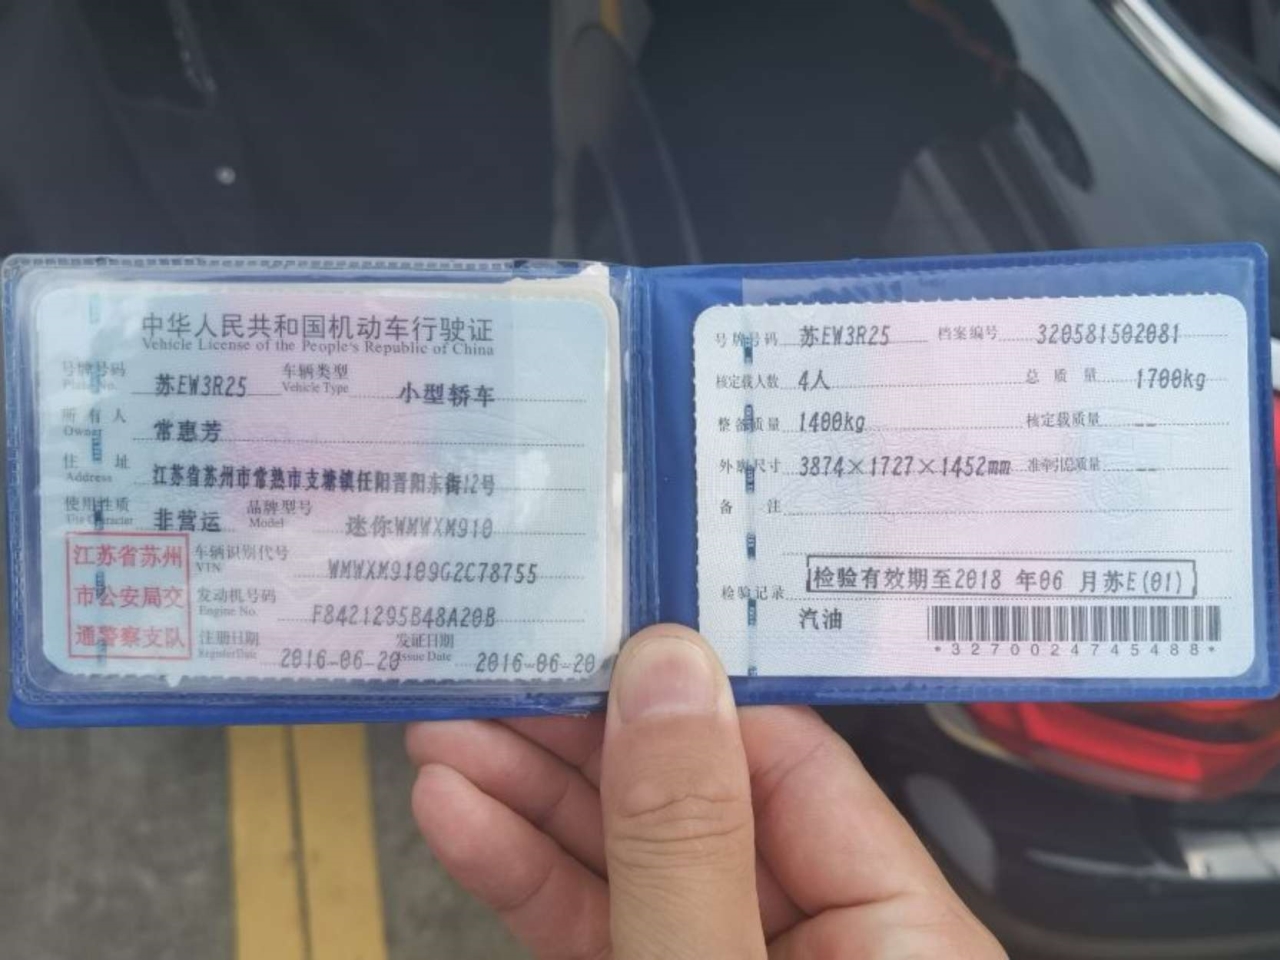 中华人民共和国机动车行驶证
Vehicle License of the People's Republic of China
号牌号码 Plate No. 苏EW3R25 车辆类型 Vehicle Type 小型轿车
所有人 Owner 常惠芳
住址 Address 江苏省苏州市常熟市支塘镇任阳晋阳东街12号
使用性质 Use Character 非营运 品牌型号 Model 迷你WMWXM910
江苏省苏州
市公安局交
通警察支队
车辆识别代号 VIN WMWXM9109G2C78755
发动机号码 Engine No. F8421295B48A20B
注册日期 Register Date 2016-06-20 发证日期 Issue Date 2016-06-20
号牌号码 苏EW3R25 档案编号 320581502081
核定载人数 4人 总质量 1700kg
整备质量 1400kg 核定载质量 --
外廓尺寸 3874×1727×1452mm 准牵引总质量 --
备注
检验记录 检验有效期至2018 年06 月苏E(01)
汽油
*3270024745488*